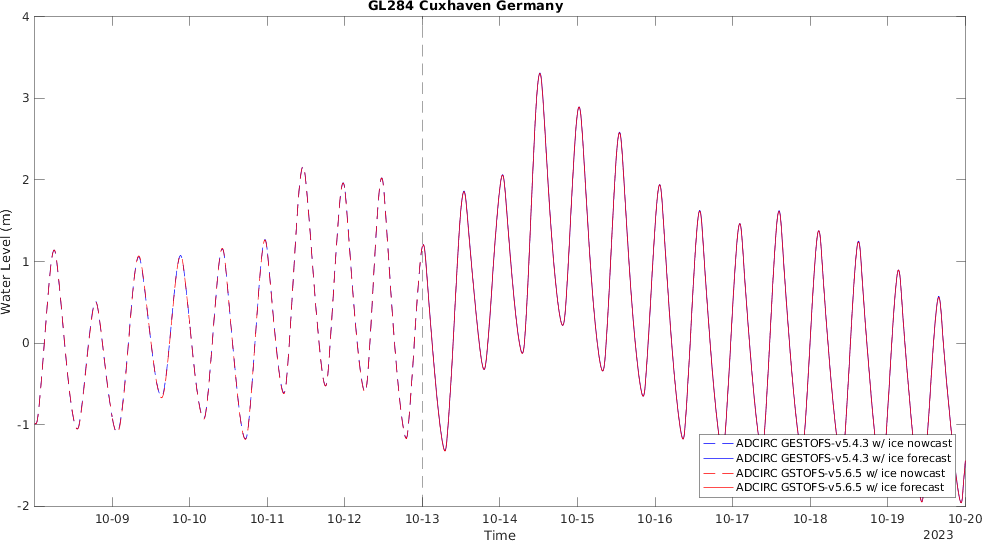 GL284 Cuxhaven Germany
Water Level (m)
4
3
2
1
0
-1
-2
ADCIRC GESTOFS-v5.4.3 w/ ice nowcast
ADCIRC GESTOFS-v5.4.3 w/ ice forecast
ADCIRC GSTOFS-v5.6.5 w/ ice nowcast
ADCIRC GSTOFS-v5.6.5 w/ ice forecast
10-09 10-10 10-11 10-12 10-13 10-14 10-15 10-16 10-17 10-18 10-19 10-20
Time
2023